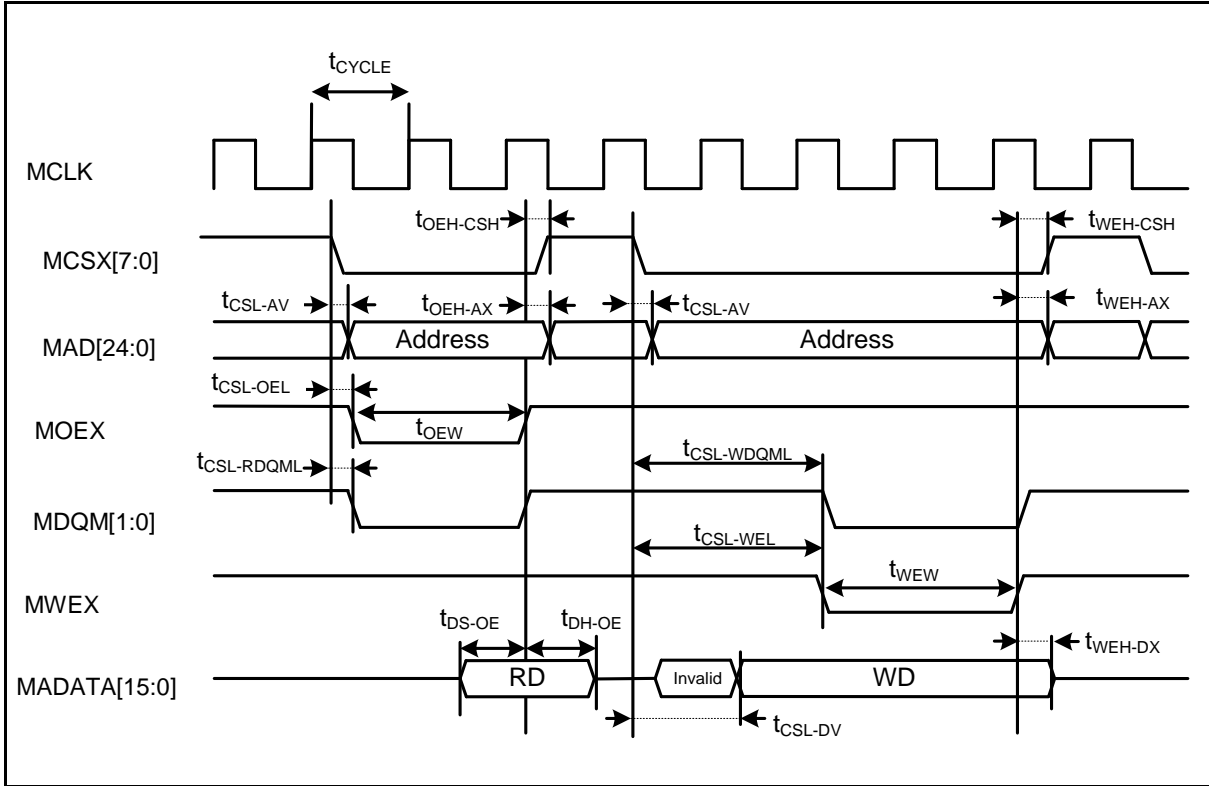 tCYCLE
MCLK
tOEH-CSH
tWEH-CSH
MCSX[7:0]
tCSL-AV
tOEH-AX
tCSL-AV
tWEH-AX
MAD[24:0]
Address
Address
tCSL-OEL
MOEX
tOEW
tCSL-WDQML
tCSL-RDQML
MDQM[1:0]
tCSL-WEL
tWEW
MWEX
tDS-OE
tDH-OE
tWEH-DX
MADATA[15:0]
RD
Invalid
WD
tCSL-DV